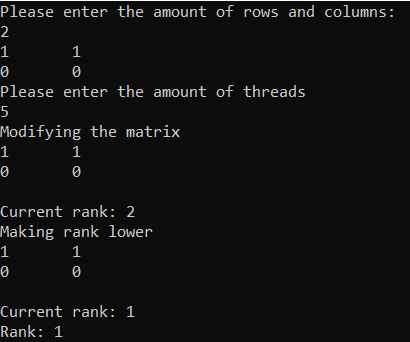 Please enter the amount of rows and columns:
2
1 1
0 0
Please enter the amount of threads
5
Modifying the matrix
1 1
0 0
Current rank: 2
Making rank lower
1 1
0 0
Current rank: 1
Rank: 1